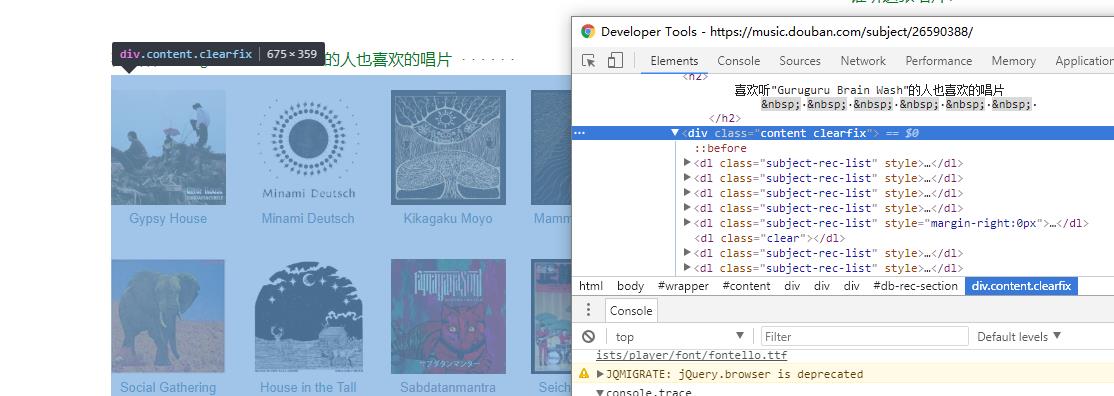 div.content.clearfix 675×359
的人也喜欢的唱片 · · · · · ·
Gypsy House
Minami Deutsch
MINAMI DEUTSCH
Kikagaku Moyo
Mamm
Social Gathering
House in the Tall
Sabdatanmantra
Seich
Developer Tools - https://music.douban.com/subject/26590388/
Elements Console Sources Network Performance Memory Application
<h2>
喜欢听"Guruguru Brain Wash"的人也喜欢的唱片
&nbsp;·&nbsp;·&nbsp;·&nbsp;·&nbsp;·&nbsp;·
</h2>
… ▼<div class="content clearfix"> == $0
::before
▶<dl class="subject-rec-list" style>…</dl>
▶<dl class="subject-rec-list" style>…</dl>
▶<dl class="subject-rec-list" style>…</dl>
▶<dl class="subject-rec-list" style>…</dl>
▶<dl class="subject-rec-list" style="margin-right:0px">…</dl>
<dl class="clear"></dl>
▶<dl class="subject-rec-list" style>…</dl>
▶<dl class="subject-rec-list" style>…</dl>
html body #wrapper #content div div div #db-rec-section div.content.clearfix
Console
top ▼ Filter Default levels ▼
ists/player/font/fontello.ttf
▶JQMIGRATE: jQuery.browser is deprecated
▼console.trace